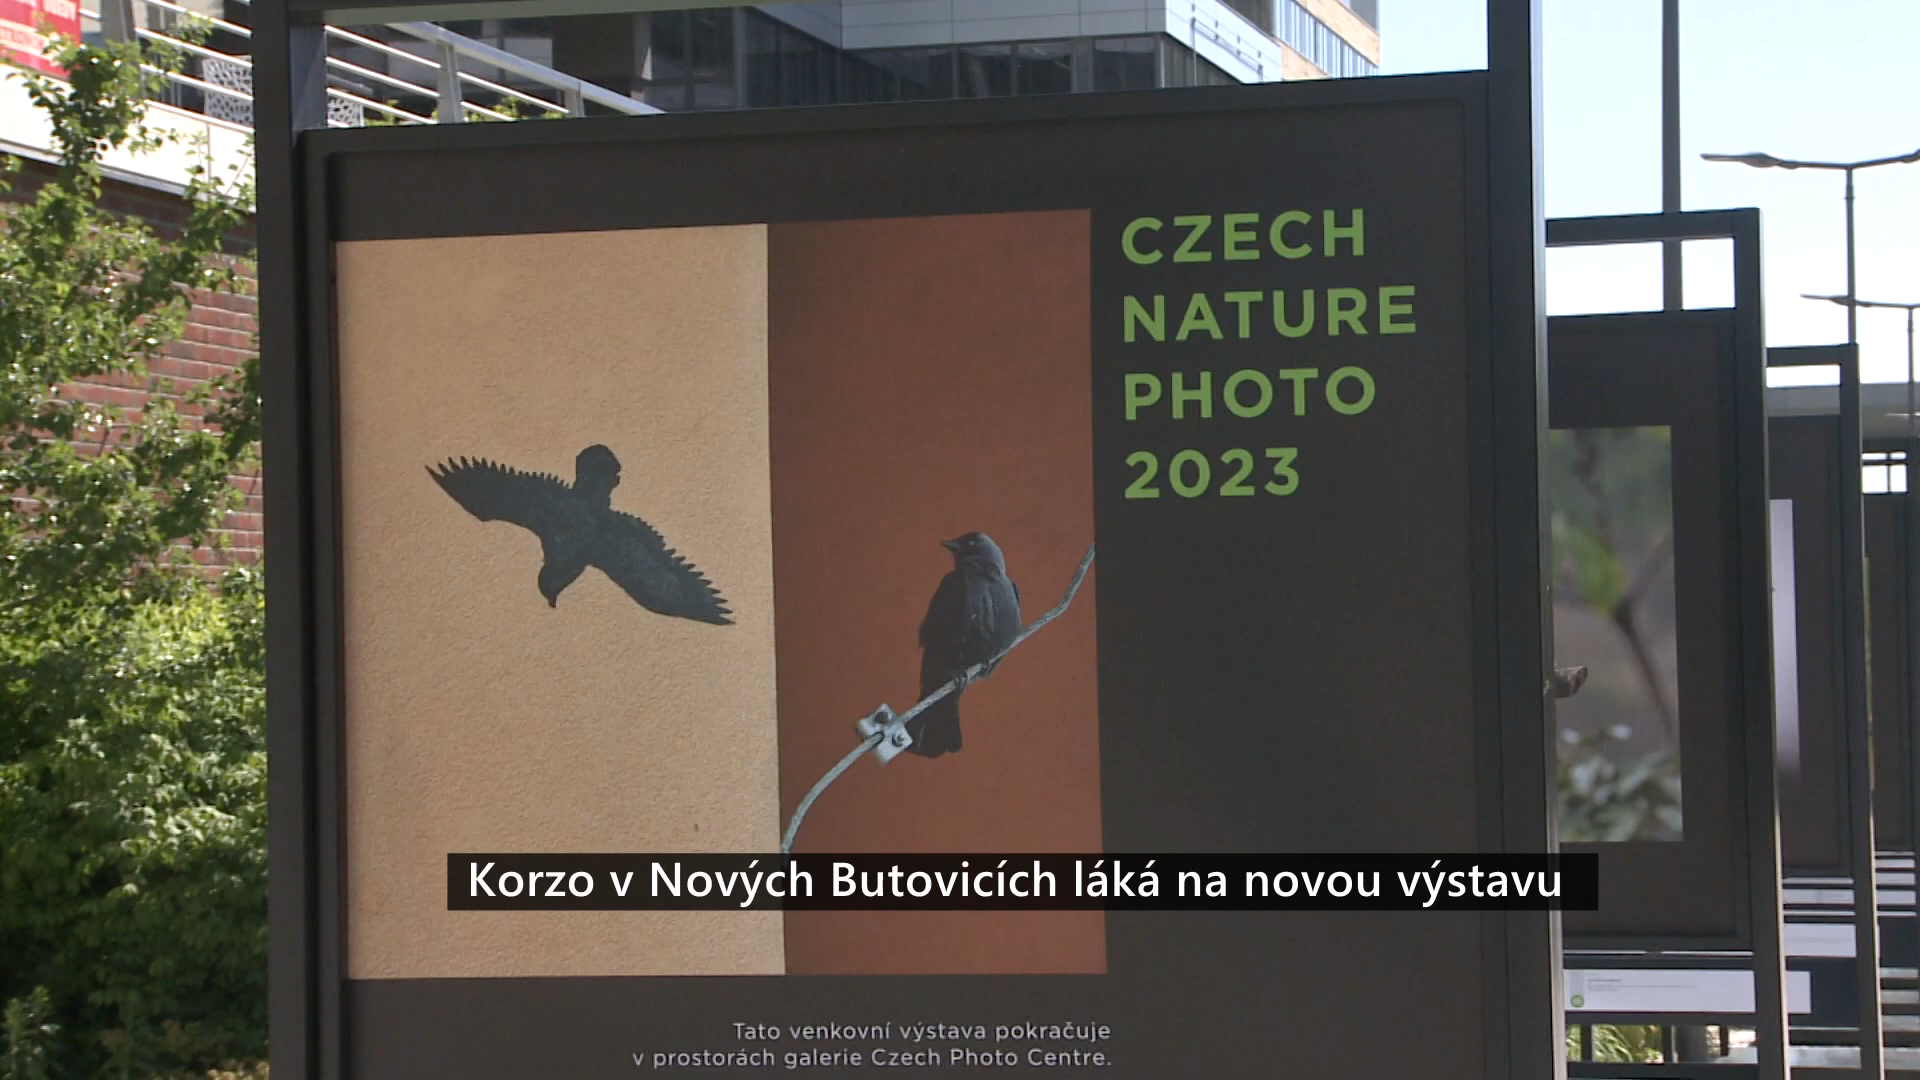 CZECH
NATURE
PHOTO
2023
Korzo v Nových Butovicích láká na novou výstavu
Tato venkovní výstava pokračuje
v prostorách galerie Czech Photo Centre.